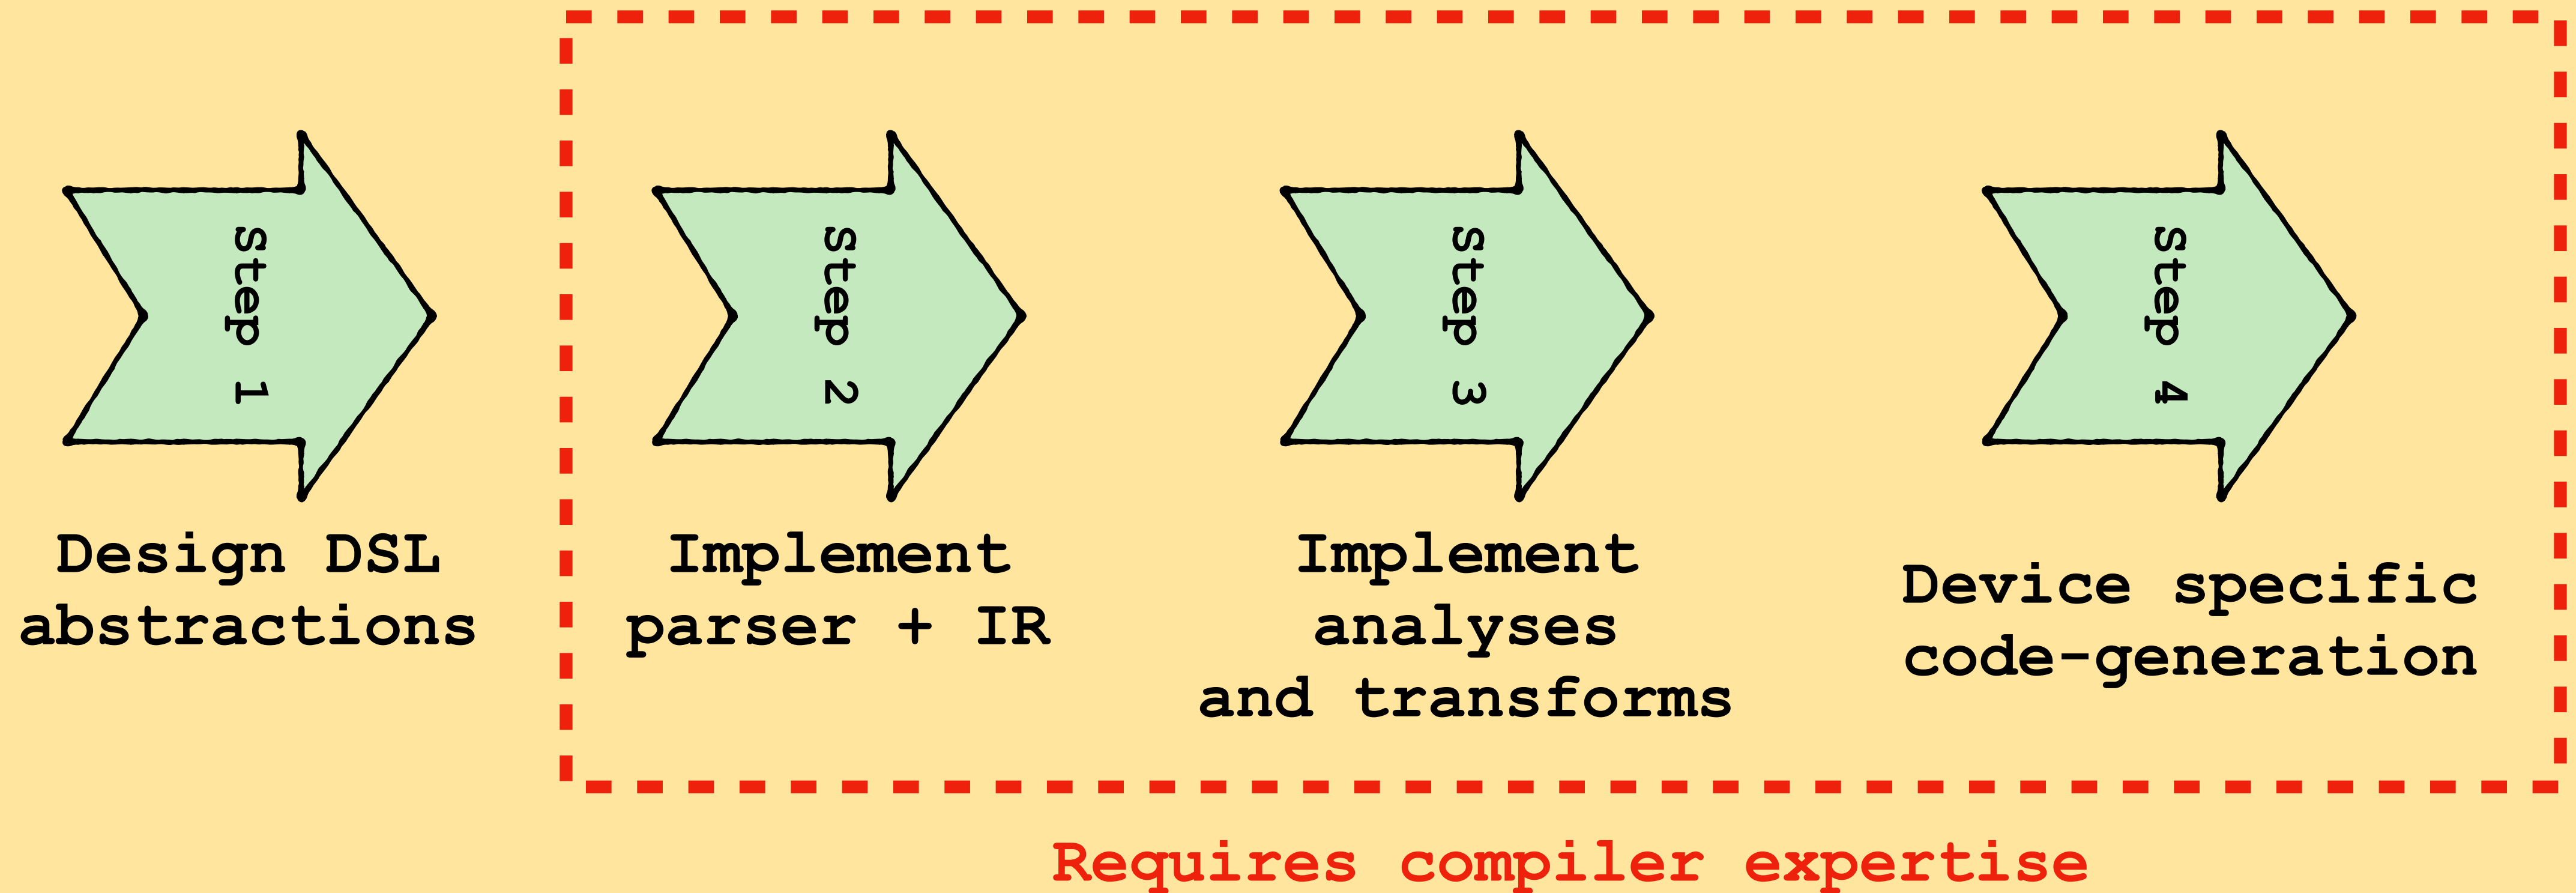 Step 1
Step 2
Step 3
Step 4
Design DSL
abstractions
Implement
parser + IR
Implement
analyses
and transforms
Device specific
code-generation
Requires compiler expertise